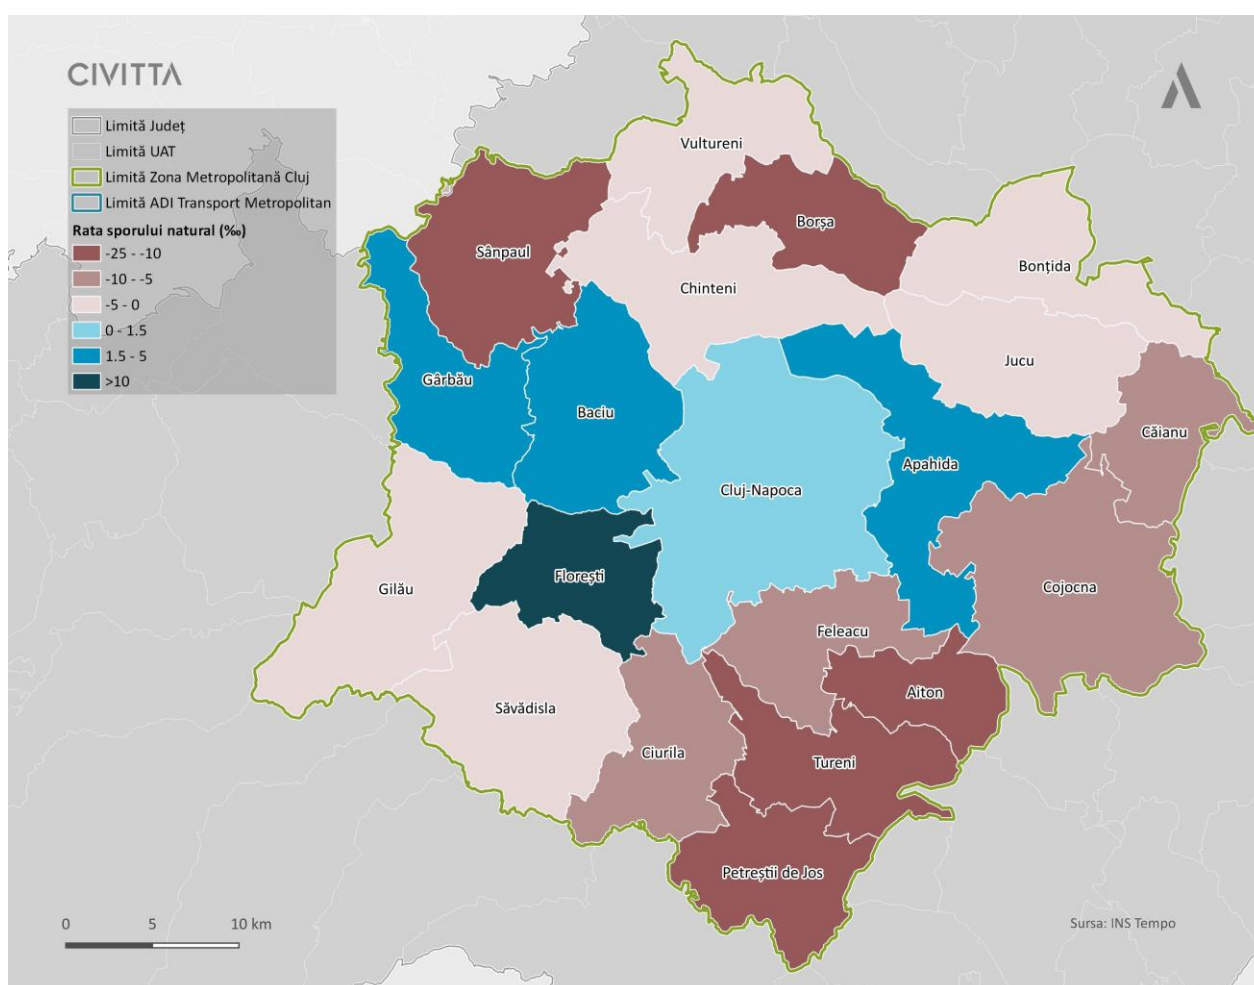 CIVITTA
Limită Județ
Limită UAT
Limită Zona Metropolitană Cluj
Limită ADI Transport Metropolitan
Rata sporului natural (‰)
-25 - -10
-10 - -5
-5 - 0
0 - 1.5
1.5 - 5
>10
Vultureni
Borșa
Sânpaul
Bonțida
Chinteni
Jucu
Gârbău
Baciu
Căianu
Apahida
Cluj-Napoca
Florești
Gilău
Cojocna
Feleacu
Aiton
Săvădisla
Ciurila
Tureni
Petreștii de Jos
0 5 10 km
Sursa: INS Tempo